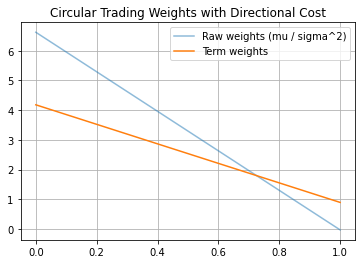 Circular Trading Weights with Directional Cost
Raw weights (mu / sigma^2)
Term weights
6
5
4
3
2
1
0
0.0 0.2 0.4 0.6 0.8 1.0